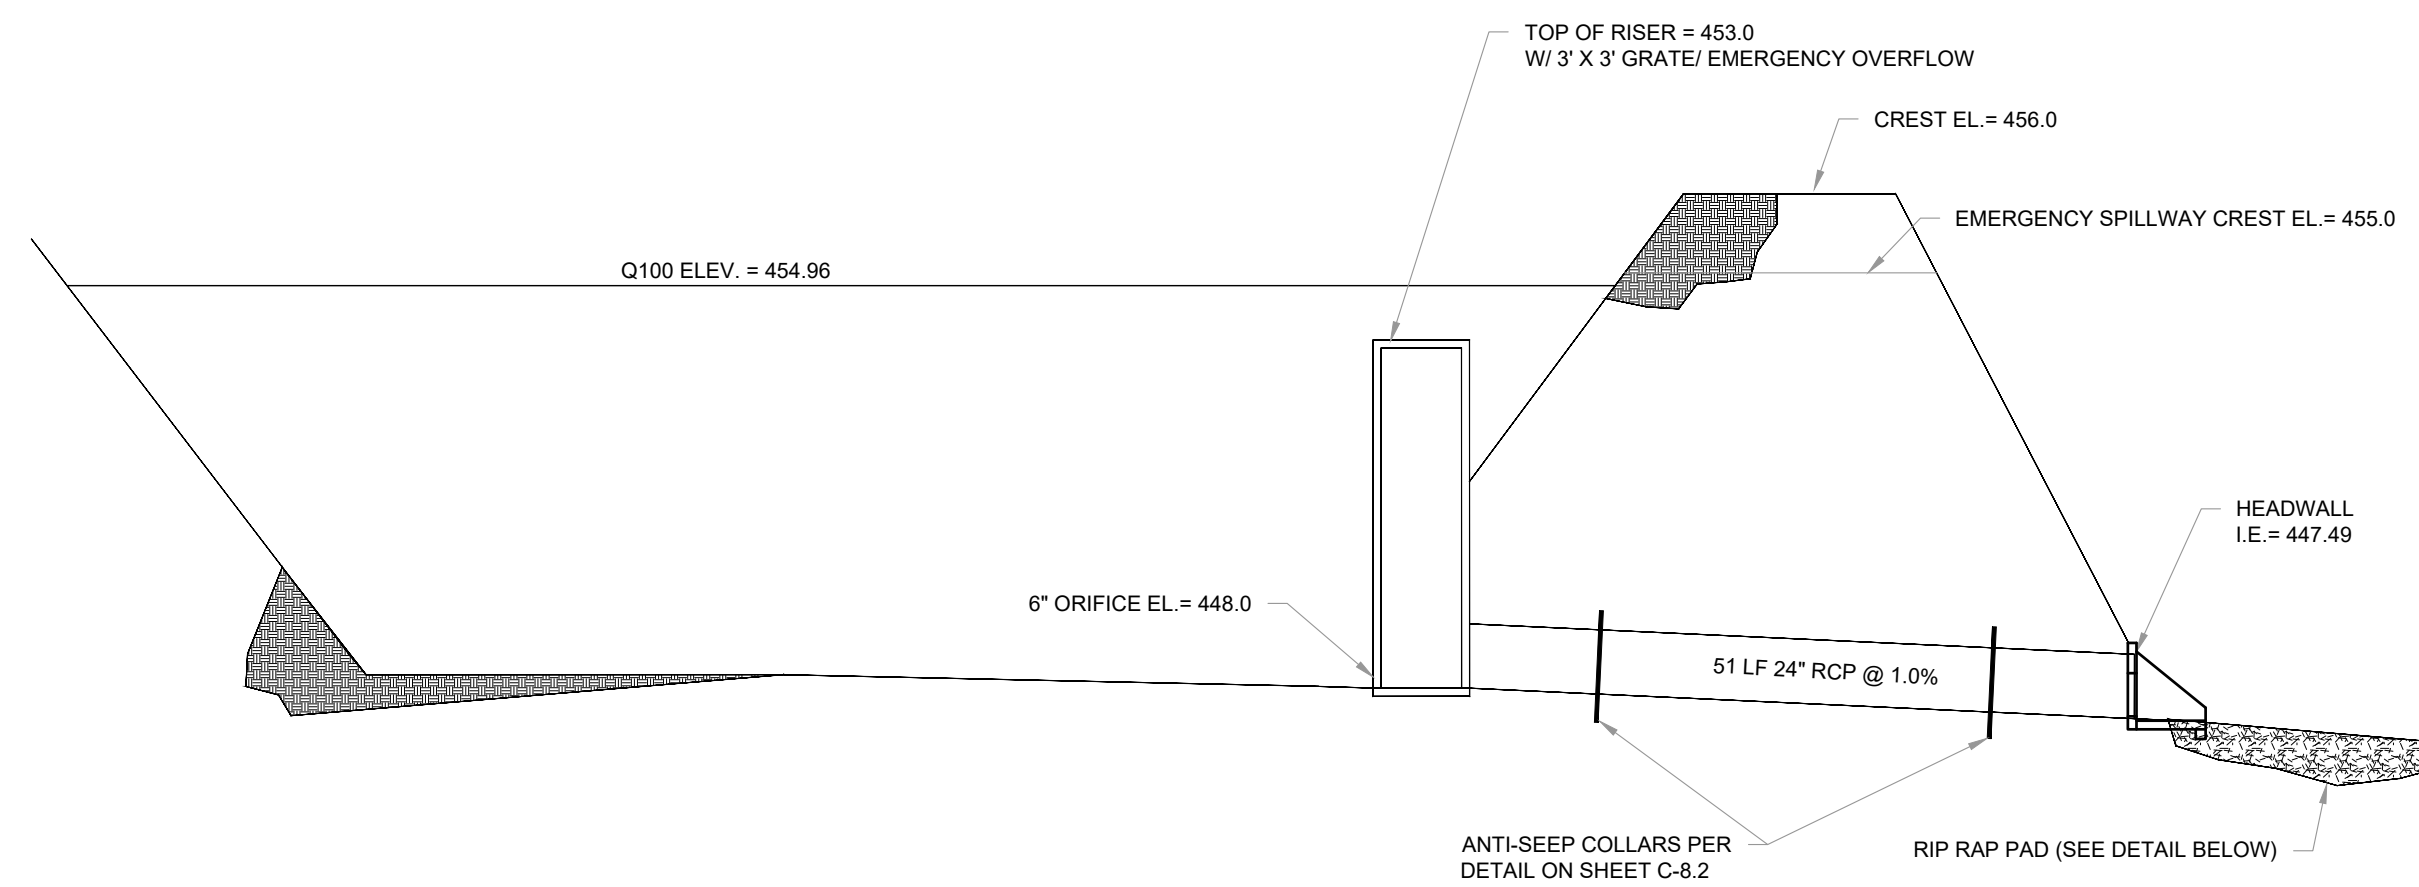 TOP OF RISER = 453.0
W/ 3' X 3' GRATE/ EMERGENCY OVERFLOW
CREST EL.= 456.0
EMERGENCY SPILLWAY CREST EL.= 455.0
Q100 ELEV. = 454.96
HEADWALL
I.E.= 447.49
6" ORIFICE EL.= 448.0
51 LF 24" RCP @ 1.0%
ANTI-SEEP COLLARS PER
DETAIL ON SHEET C-8.2
RIP RAP PAD (SEE DETAIL BELOW)